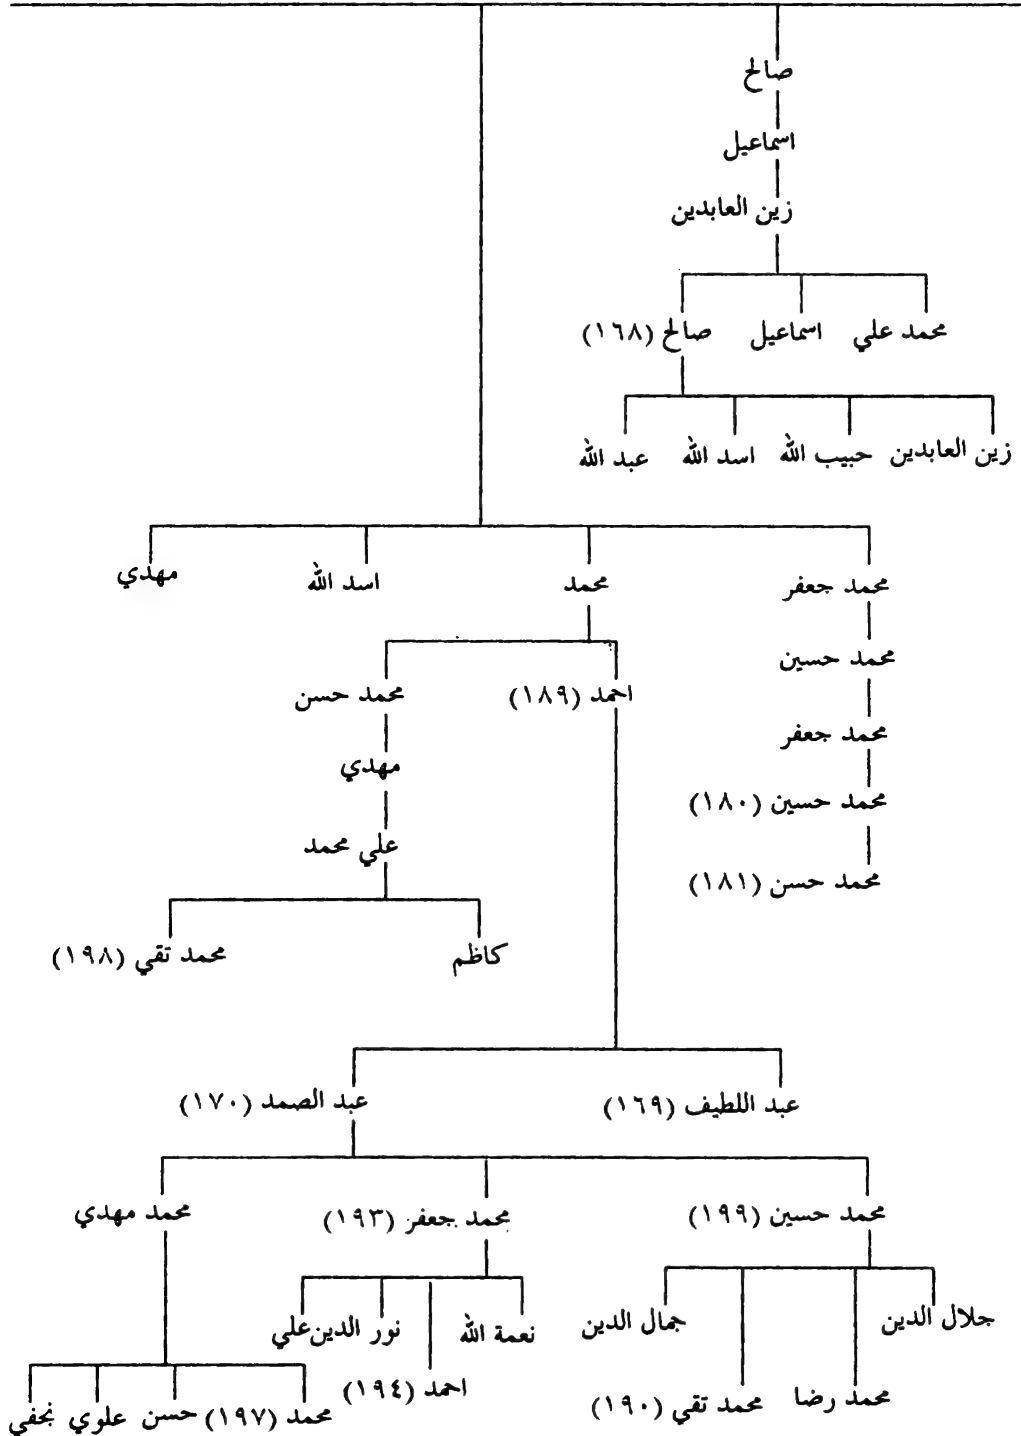 صالح
اسماعيل
زين العابدين
محمد علي اسماعيل صالح (١٦٨)
زين العابدين حبيب الله اسد الله عبد الله
محمد جعفر محمد اسد الله مهدي
محمد حسين
احمد (١٨٩) محمد حسن
محمد جعفر
مهدي
محمد حسين (١٨٠)
علي محمد
محمد حسن (١٨١)
كاظم محمد تقي (١٩٨)
عبد اللطيف (١٦٩) عبد الصمد (١٧٠)
محمد حسين (١٩٩) محمد جعفر (١٩٣) محمد مهدي
جلال الدين جمال الدين نعمة الله نور الدين علي
محمد رضا محمد تقي (١٩٠) احمد (١٩٤)
محمد (١٩٧) حسن علوي نجفي